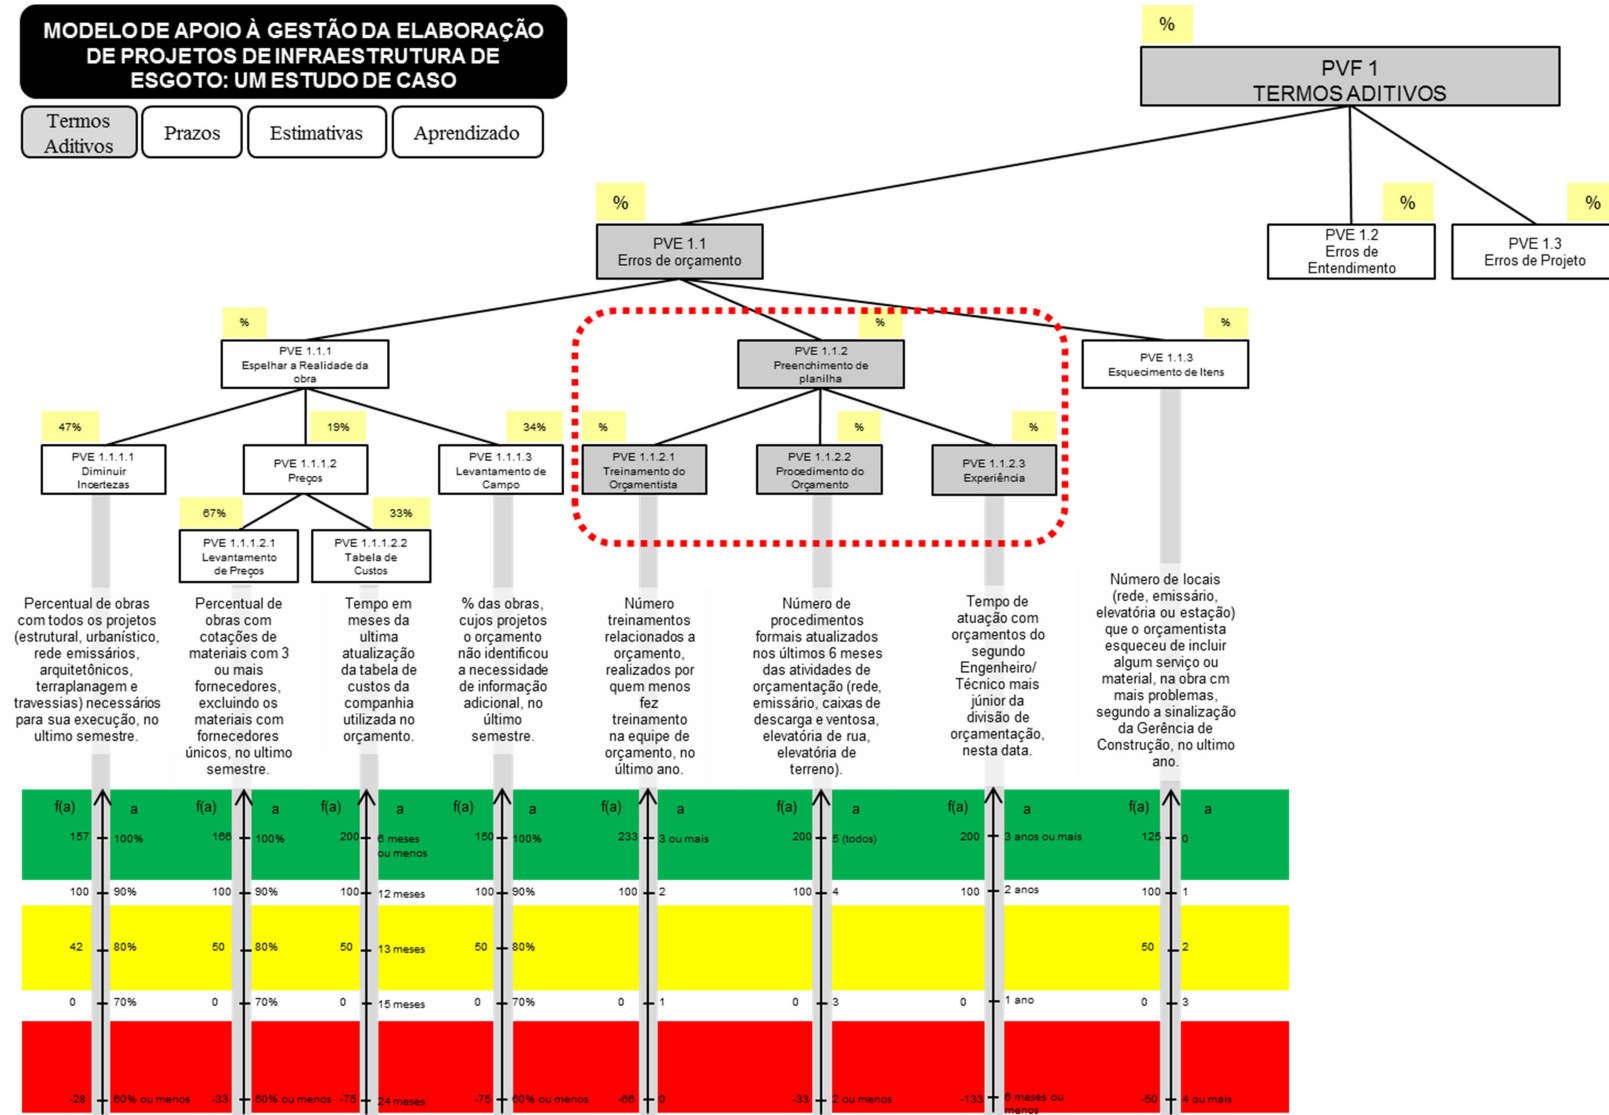 MODELO DE APOIO À GESTÃO DA ELABORAÇÃO
DE PROJETOS DE INFRAESTRUTURA DE
ESGOTO: UM ESTUDO DE CASO
Termos
Aditivos
Prazos
Estimativas
Aprendizado
%
PVF 1
TERMOS ADITIVOS
%
PVE 1.1
Erros de orçamento
%
PVE 1.2
Erros de
Entendimento
%
PVE 1.3
Erros de Projeto
%
PVE 1.1.1
Espelhar a Realidade da
obra
%
PVE 1.1.2
Preenchimento de
planilha
%
PVE 1.1.3
Esquecimento de Itens
47%
PVE 1.1.1.1
Diminuir
Incertezas
19%
PVE 1.1.1.2
Preços
34%
PVE 1.1.1.3
Levantamento de
Campo
%
PVE 1.1.2.1
Treinamento do
Orçamentista
%
PVE 1.1.2.2
Procedimento do
Orçamento
%
PVE 1.1.2.3
Experiência
67%
PVE 1.1.1.2.1
Levantamento
de Preços
33%
PVE 1.1.1.2.2
Tabela de
Custos
Percentual de obras
com todos os projetos
(estrutural, urbanístico,
rede emissários,
arquitetônicos,
terraplanagem e
travessias) necessários
para sua execução, no
ultimo semestre.
Percentual de
obras com
cotações de
materiais com 3
ou mais
fornecedores,
excluindo os
materiais com
fornecedores
únicos, no ultimo
semestre.
Tempo em
meses da
ultima
atualização
da tabela de
custos da
companhia
utilizada no
orçamento.
% das obras,
cujos projetos
o orçamento
não identificou
a necessidade
de informação
adicional, no
último
semestre.
Número
treinamentos
relacionados a
orçamento,
realizados por
quem menos
fez
treinamento
na equipe de
orçamento, no
último ano.
Número de
procedimentos
formais atualizados
nos últimos 6 meses
das atividades de
orçamentação (rede,
emissário, caixas de
descarga e ventosa,
elevatória de rua,
elevatória de
terreno).
Tempo de
atuação com
orçamentos do
segundo
Engenheiro/
Técnico mais
júnior da
divisão de
orçamentação,
nesta data.
Número de locais
(rede, emissário,
elevatória ou estação)
que o orçamentista
esqueceu de incluir
algum serviço ou
material, na obra cm
mais problemas,
segundo a sinalização
da Gerência de
Construção, no ultimo
ano.
f(a) a f(a) a f(a) a f(a) a f(a) a f(a) a f(a) a f(a) a
157 100% 166 100% 200 6 meses
ou menos
150 100% 233 3 ou mais 200 5 (todos) 200 3 anos ou mais 125 0
100 90% 100 90% 100 12 meses 100 90% 100 2 100 4 100 2 anos 100 1
42 80% 50 80% 50 13 meses 50 80% 50 2
0 70% 0 70% 0 15 meses 0 70% 0 1 0 3 0 1 ano 0 3
-28 60% ou menos -33 60% ou menos -75 24 meses -75 60% ou menos -66 0 -33 2 ou menos -133 6 meses ou
menos
-50 4 ou mais